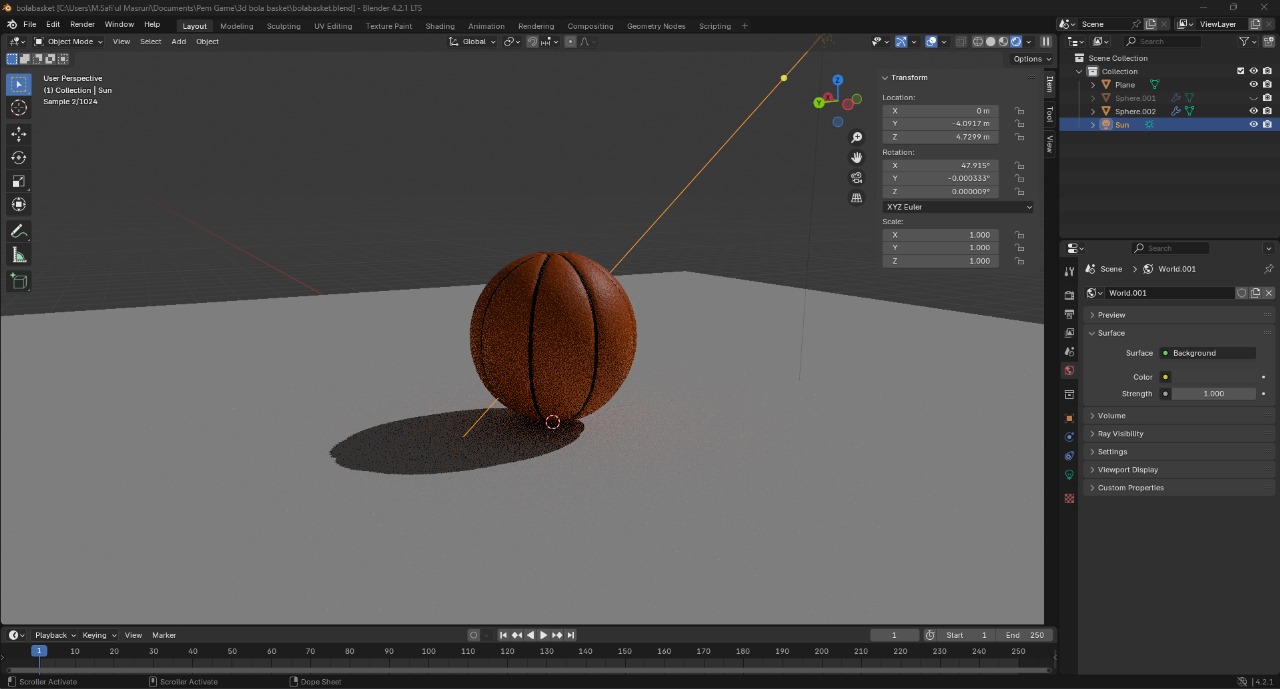 bolabasket [C:\Users\M.Safi'ul Masruri\Documents\Pem Game\3d bola basket\bolabasket.blend] - Blender 4.2.1 LTS
File Edit Render Window Help
Layout Modeling Sculpting UV Editing Texture Paint Shading Animation Rendering Compositing Geometry Nodes Scripting
Scene
ViewLayer
Object Mode View Select Add Object
Global
Search
Options
User Perspective
(1) Collection | Sun
Sample 2/1024
Z
X
Y
Transform
Location:
X 0 m
Y -4.0917 m
Z 4.7299 m
Rotation:
X 47.915°
Y -0.000333°
Z 0.000009°
XYZ Euler
Scale:
X 1.000
Y 1.000
Z 1.000
Item
Tool
View
Scene Collection
Collection
Plane
Sphere.001
Sphere.002
Sun
Search
Scene > World.001
World.001
Preview
Surface
Surface Background
Color
Strength 1.000
Volume
Ray Visibility
Settings
Viewport Display
Custom Properties
Playback Keying View Marker
1 Start 1 End 250
1 10 20 30 40 50 60 70 80 90 100 110 120 130 140 150 160 170 180 190 200 210 220 230 240 250
Scroller Activate Scroller Activate Dope Sheet
4.2.1